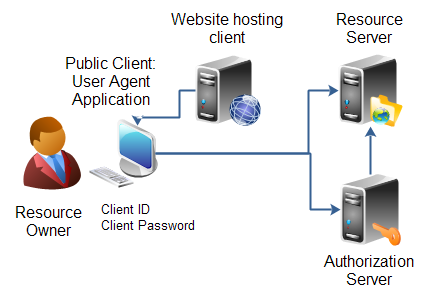 Website hosting
client
Resource
Server
Public Client:
User Agent
Application
Resource
Owner
Client ID
Client Password
Authorization
Server